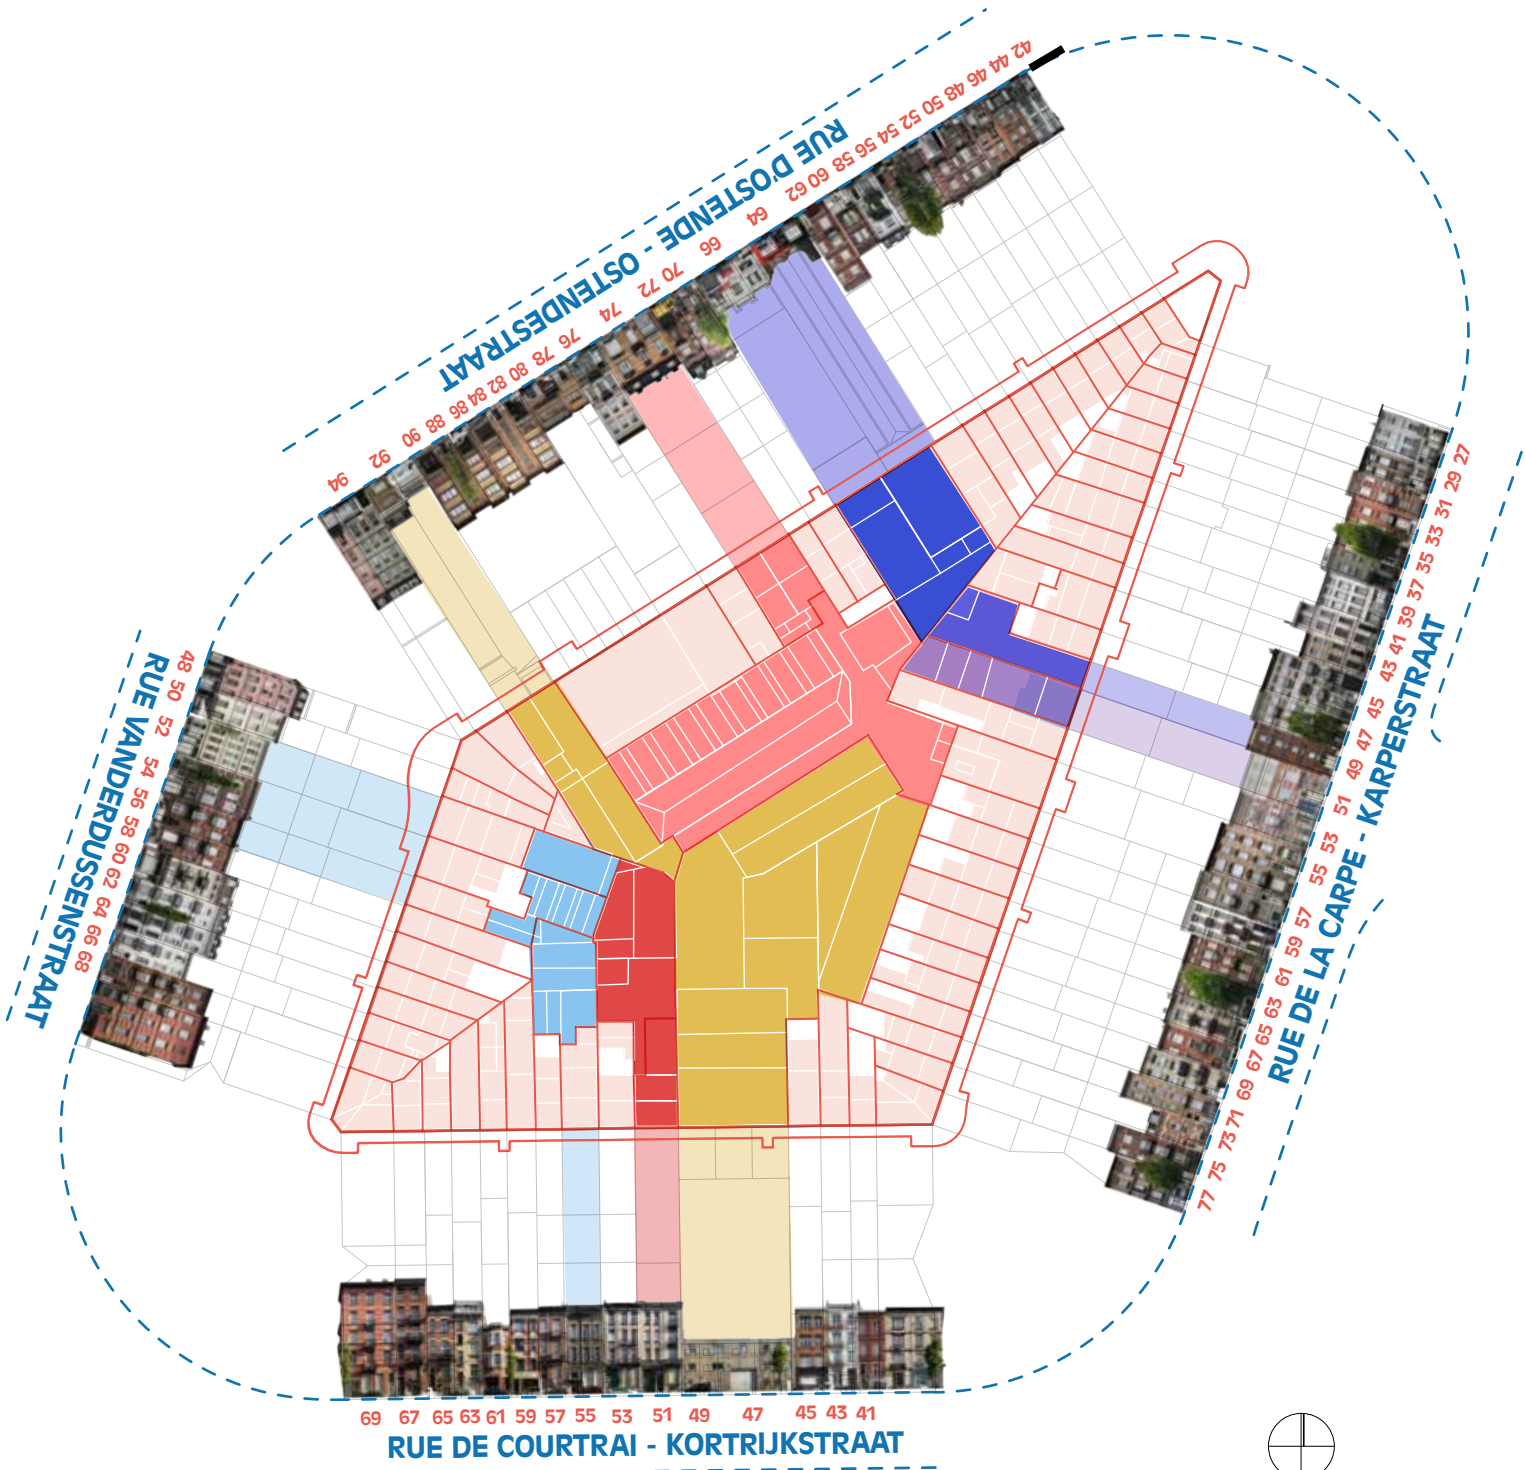 42 44 46 46 48 50 52 54 56 58 60 62 64 66 70 72 74 76 78 80 82 84 86 88 90 92 94
RUE D'OSTENDE - OSTENDESTRAAT
27 29 31 33 35 37 39 41 43 45 47 49 51 53 55 57 59 61 63 65 67 69 71 73 75 77
RUE DE LA CARPE - KARPERSTRAAT
48 50 52 54 56 58 60 62 64 66 68
RUE VANDERDUSSENSTRAAT
69 67 65 63 61 59 57 55 53 51 49 47 45 43 41
RUE DE COURTRAI - KORTRIJKSTRAAT